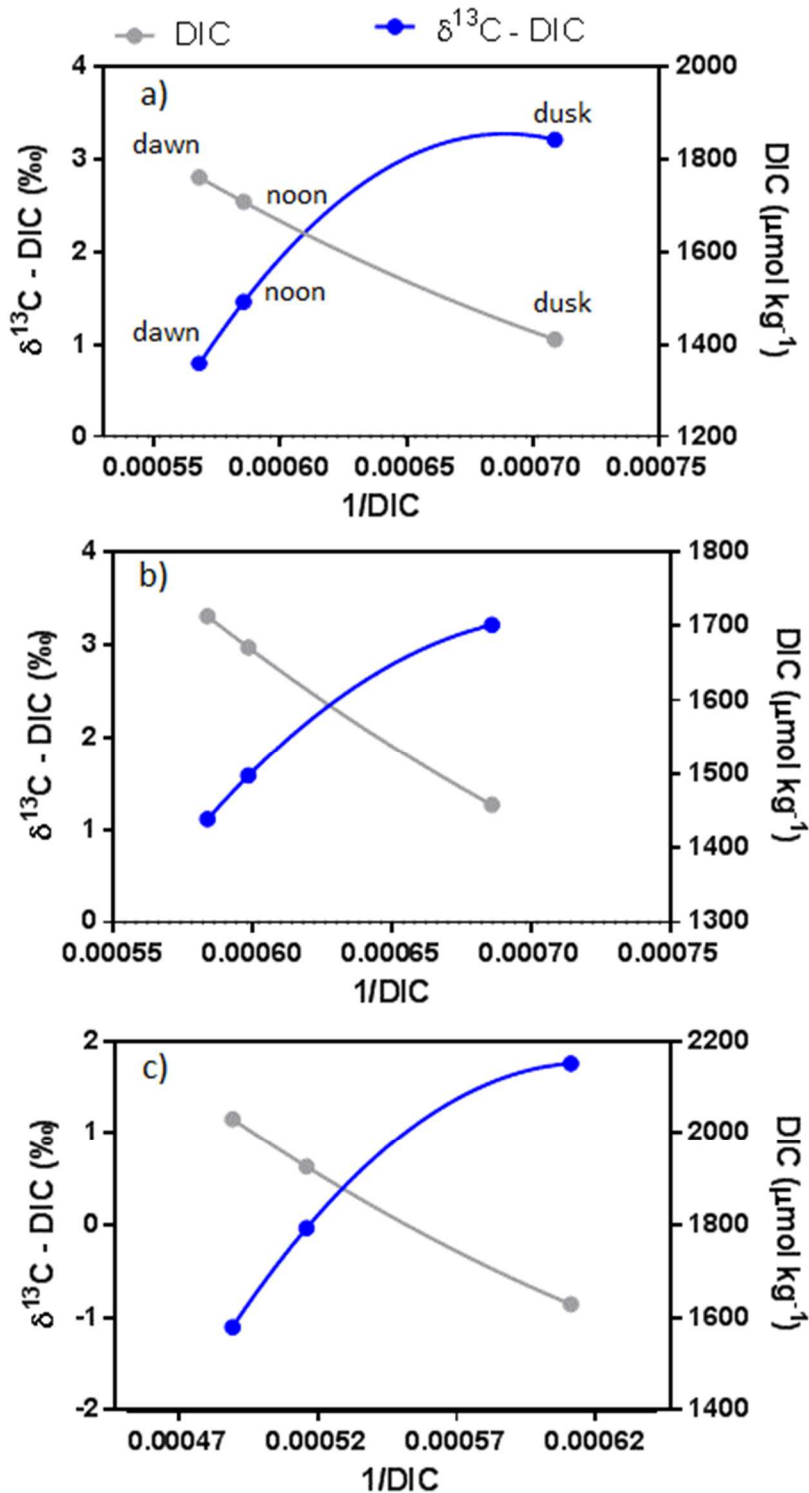 DIC δ¹³C - DIC
a)
4
3
2
1
0
δ¹³C - DIC (‰)
dawn
noon
dusk
dawn
noon
dusk
2000
1800
1600
1400
1200
DIC (μmol kg⁻¹)
0.00055 0.00060 0.00065 0.00070 0.00075
1/DIC
b)
4
3
2
1
0
δ¹³C - DIC (‰)
1800
1700
1600
1500
1400
1300
DIC (μmol kg⁻¹)
0.00055 0.00060 0.00065 0.00070 0.00075
1/DIC
c)
2
1
0
-1
-2
δ¹³C - DIC (‰)
2200
2000
1800
1600
1400
DIC (μmol kg⁻¹)
0.00047 0.00052 0.00057 0.00062
1/DIC